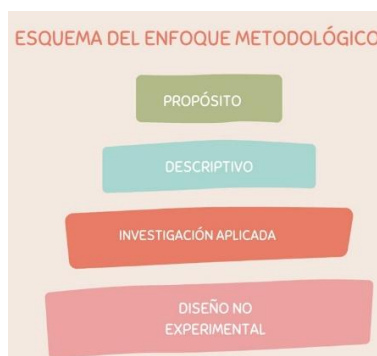 ESQUEMA DEL ENFOQUE METODOLÓGICO
PROPÓSITO
DESCRIPTIVO
INVESTIGACIÓN APLICADA
DISEÑO NO
EXPERIMENTAL